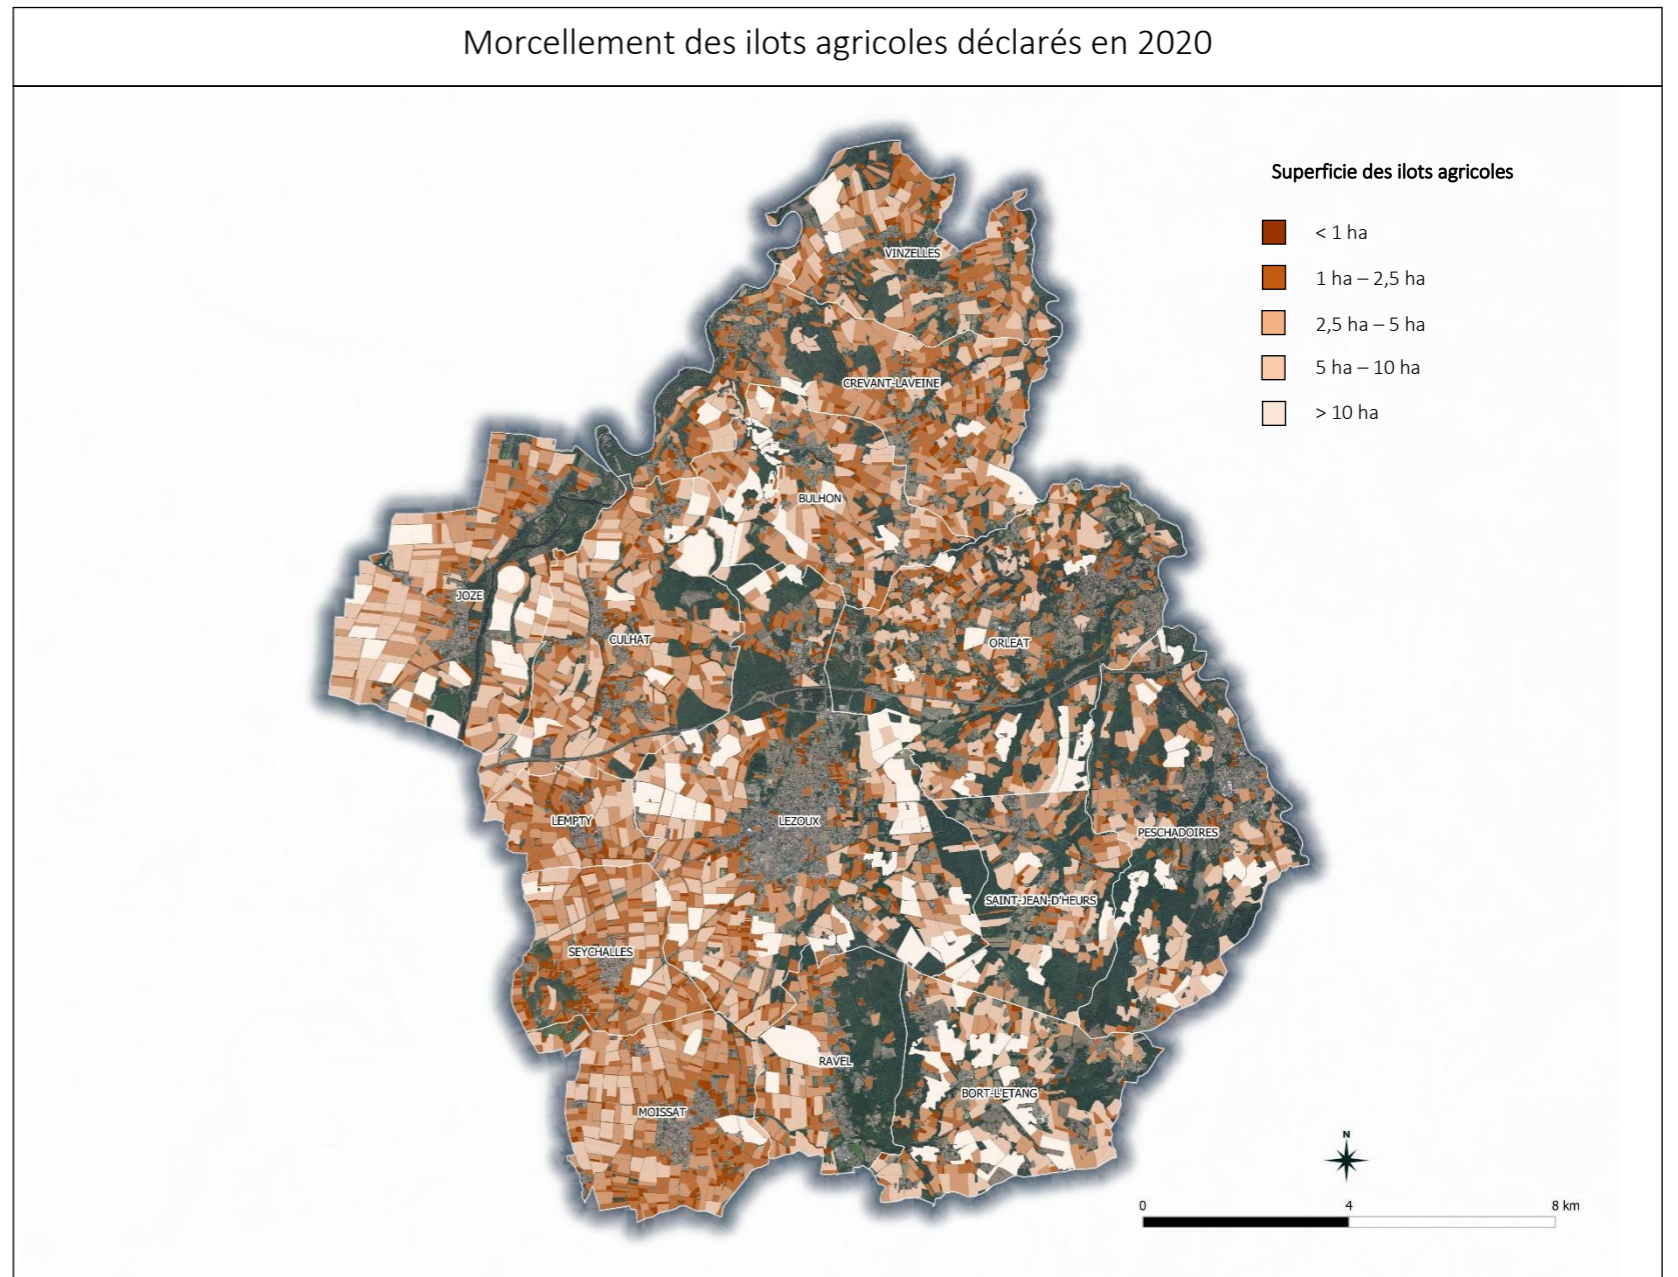 Morcellement des ilots agricoles déclarés en 2020
Superficie des ilots agricoles
< 1 ha
1 ha – 2,5 ha
2,5 ha – 5 ha
5 ha – 10 ha
> 10 ha
VINZELLES
CREVANT-LAVEINE
BULHON
JOZE
CULHAT
ORLEAT
LEMPTY
LEZOUX
PESCHADOIRES
SAINT-JEAN-D'HEURS
SEYCHALLES
RAVEL
BORT-L'ETANG
MOISSAT
N
0 4 8 km